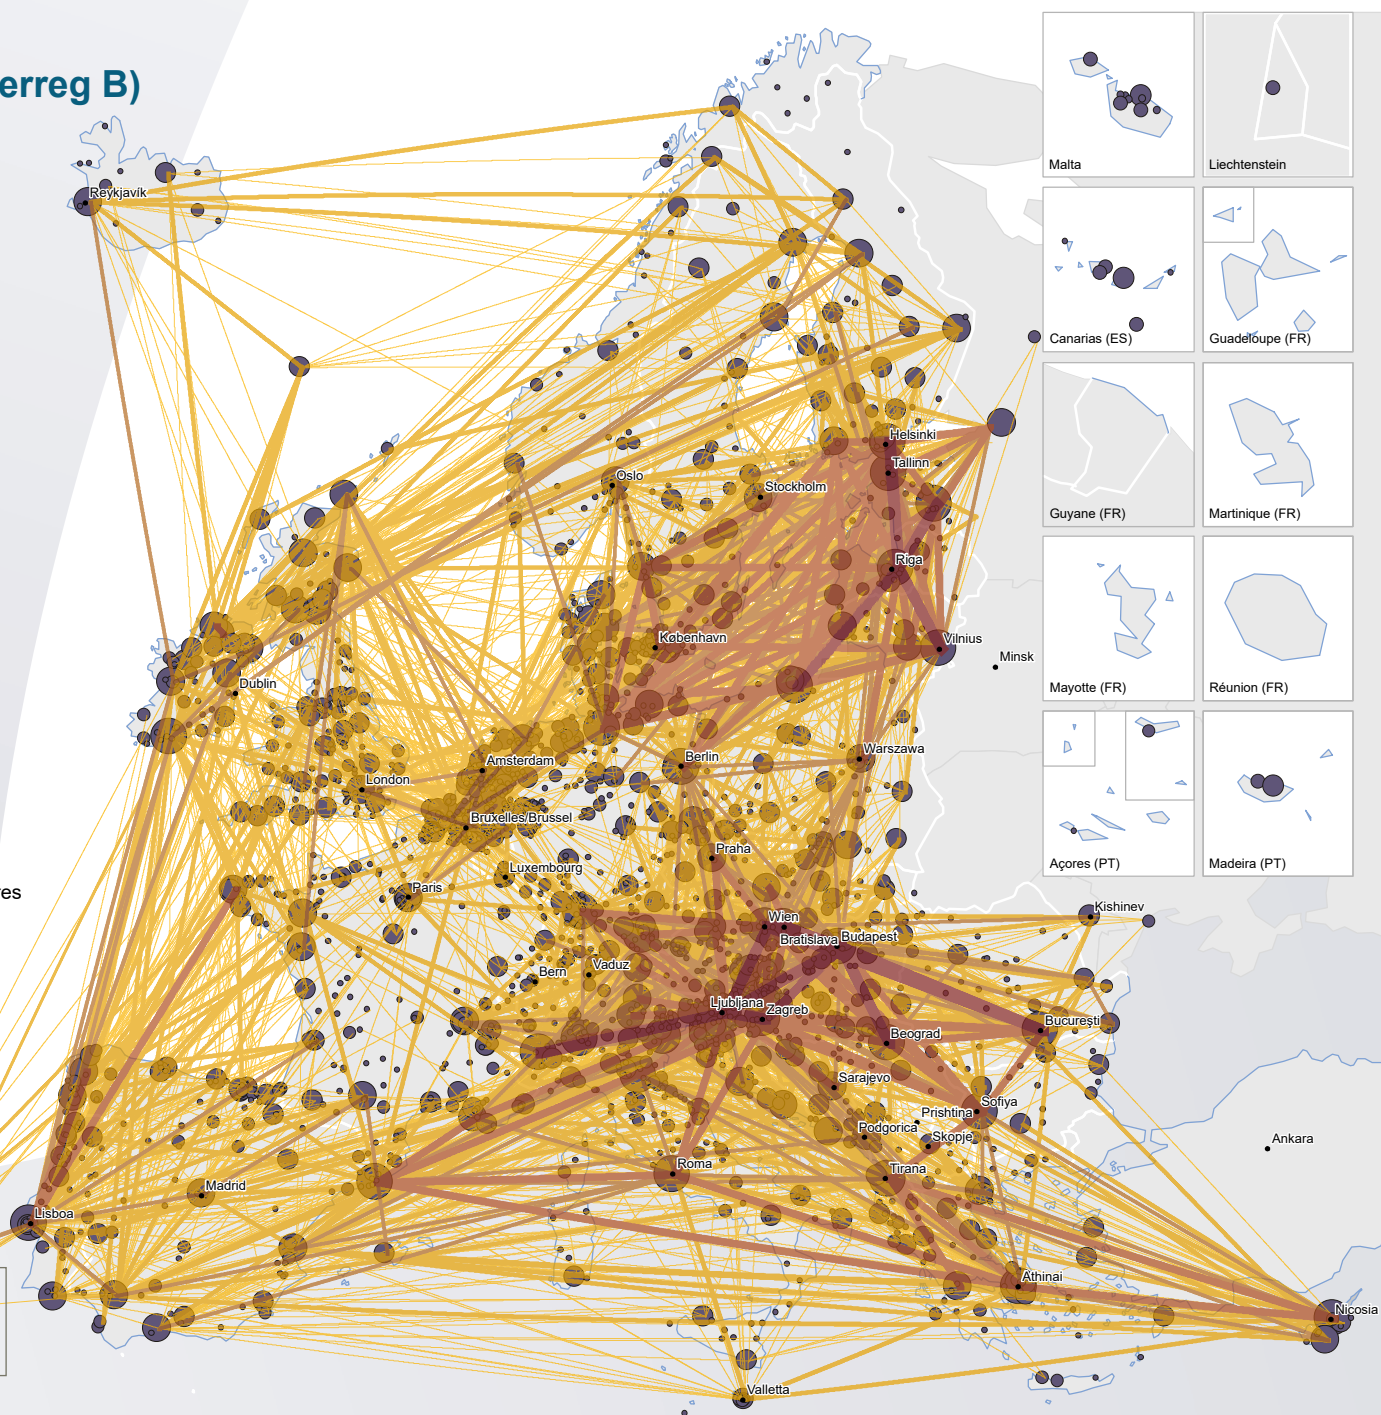 erreg B)
Reykjavík
Oslo
Helsinki
Tallinn
Stockholm
Riga
København
Vilnius
Minsk
Dublin
Amsterdam
Berlin
Warszawa
London
Bruxelles/Brussel
Luxembourg
Praha
Paris
res
Wien
Bratislava
Budapest
Kishinev
Bern
Vaduz
Ljubljana
Zagreb
Beograd
Bucureşti
Sarajevo
Prishtina
Sofiya
Podgorica
Skopje
Ankara
Roma
Tirana
Madrid
Lisboa
Athinai
Nicosia
Valletta
Malta
Liechtenstein
Canarias (ES)
Guadeloupe (FR)
Guyane (FR)
Martinique (FR)
Mayotte (FR)
Réunion (FR)
Açores (PT)
Madeira (PT)